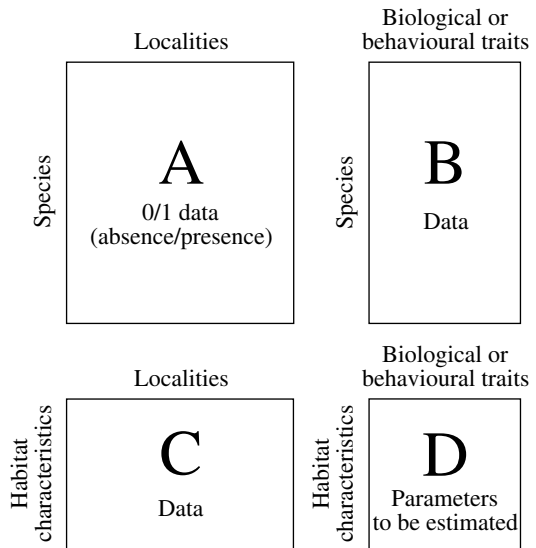 Localities
Biological or
behavioural traits
Species
A
0/1 data
(absence/presence)
Species
B
Data
Localities
Biological or
behavioural traits
Habitat
characteristics
C
Data
Habitat
characteristics
D
Parameters
to be estimated